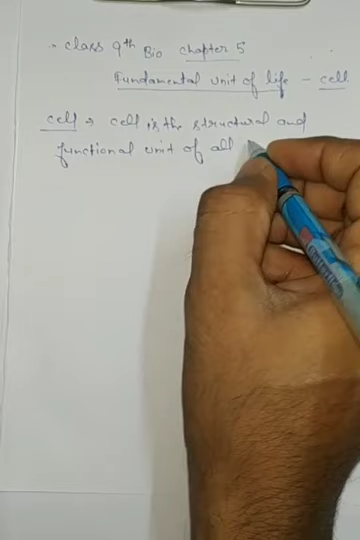 class 9th Bio chapter 5
Fundamental unit of life - cell
cell → cell is the structural and
functional unit of all